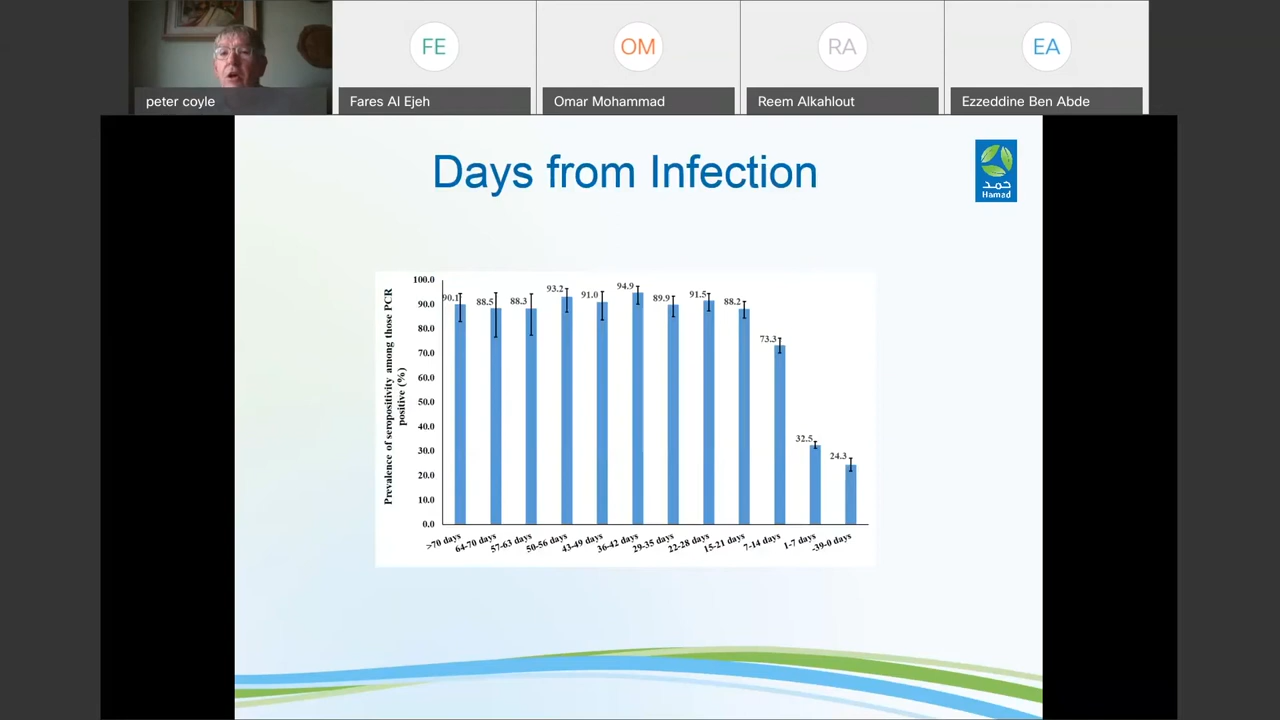 FE
OM
RA
EA
peter coyle
Fares Al Ejeh
Omar Mohammad
Reem Alkahlout
Ezzeddine Ben Abde
Days from Infection
حمد
Hamad
Prevalence of seropositivity among those PCR
positive (%)
100.0
90.0
80.0
70.0
60.0
50.0
40.0
30.0
20.0
10.0
0.0
90.1
88.5
88.3
93.2
91.0
94.9
89.9
91.5
88.2
73.3
32.5
24.3
>70 days
64-70 days
57-63 days
50-56 days
43-49 days
36-42 days
29-35 days
22-28 days
15-21 days
7-14 days
1-7 days
-39-0 days